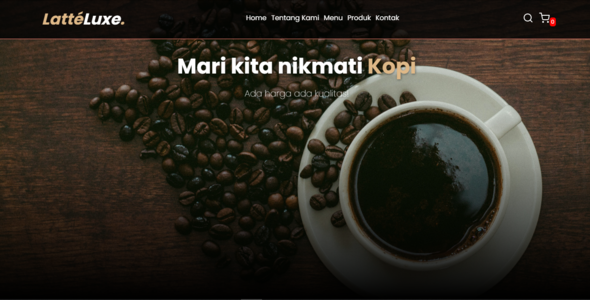 LattéLuxe.
Home Tentang Kami Menu Produk Kontak
0
Mari kita nikmati Kopi
Ada harga ada kualitas!